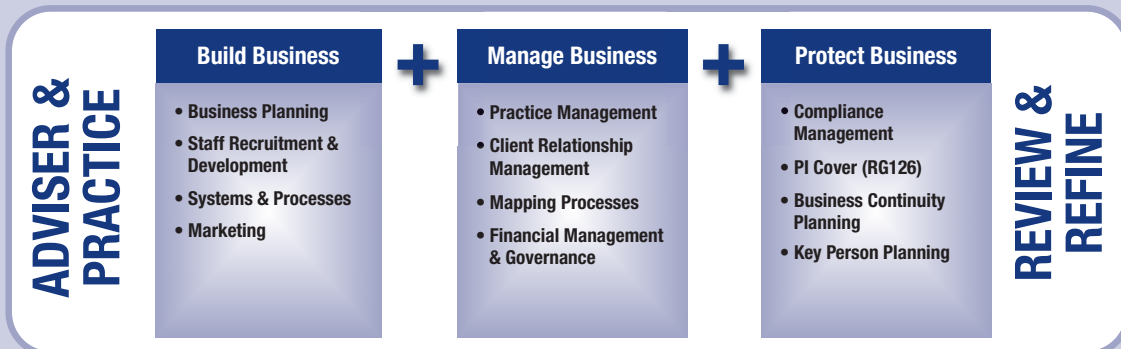 ADVISER &
PRACTICE
Build Business
• Business Planning
• Staff Recruitment &
Development
• Systems & Processes
• Marketing
+
Manage Business
• Practice Management
• Client Relationship
Management
• Mapping Processes
• Financial Management
& Governance
+
Protect Business
• Compliance
Management
• PI Cover (RG126)
• Business Continuity
Planning
• Key Person Planning
REVIEW &
REFINE